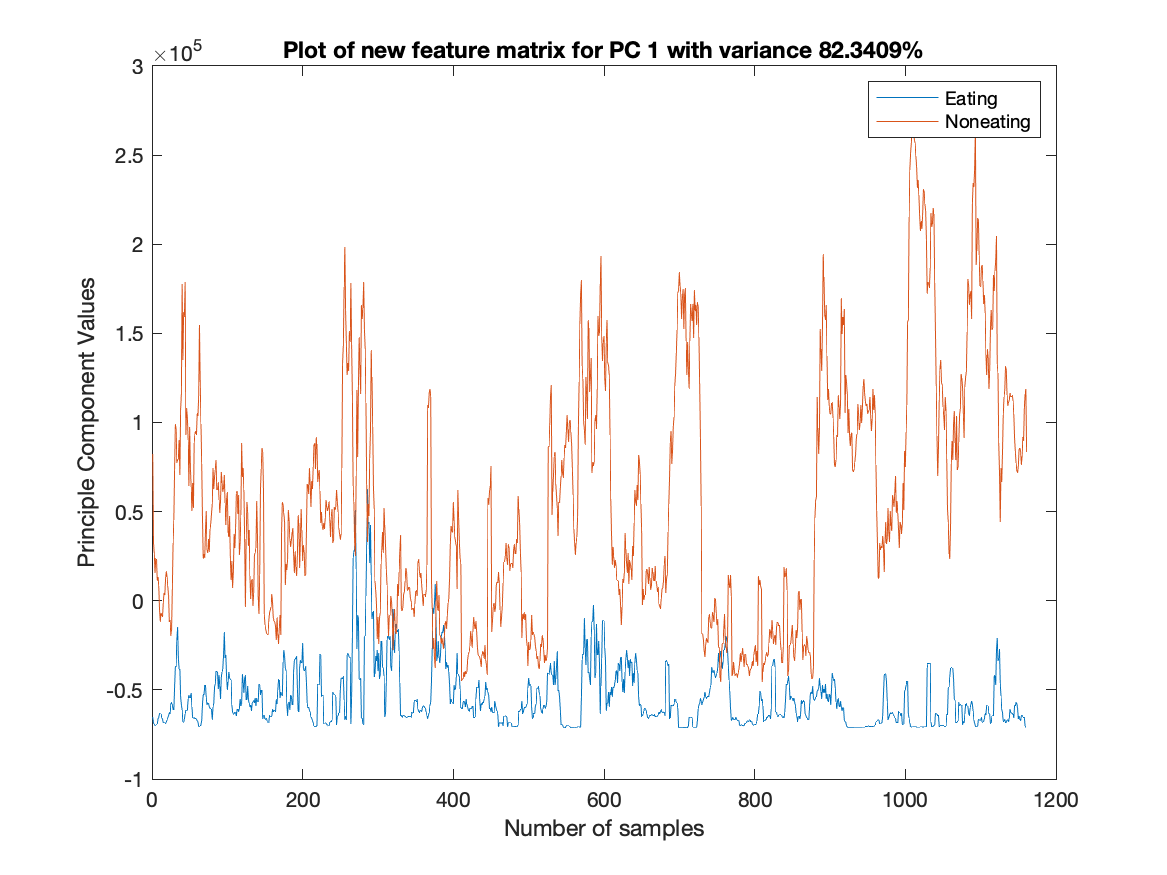 ×10^5
Plot of new feature matrix for PC 1 with variance 82.3409%
Eating
Noneating
3
2.5
2
1.5
1
0.5
0
-0.5
-1
Principle Component Values
0 200 400 600 800 1000 1200
Number of samples